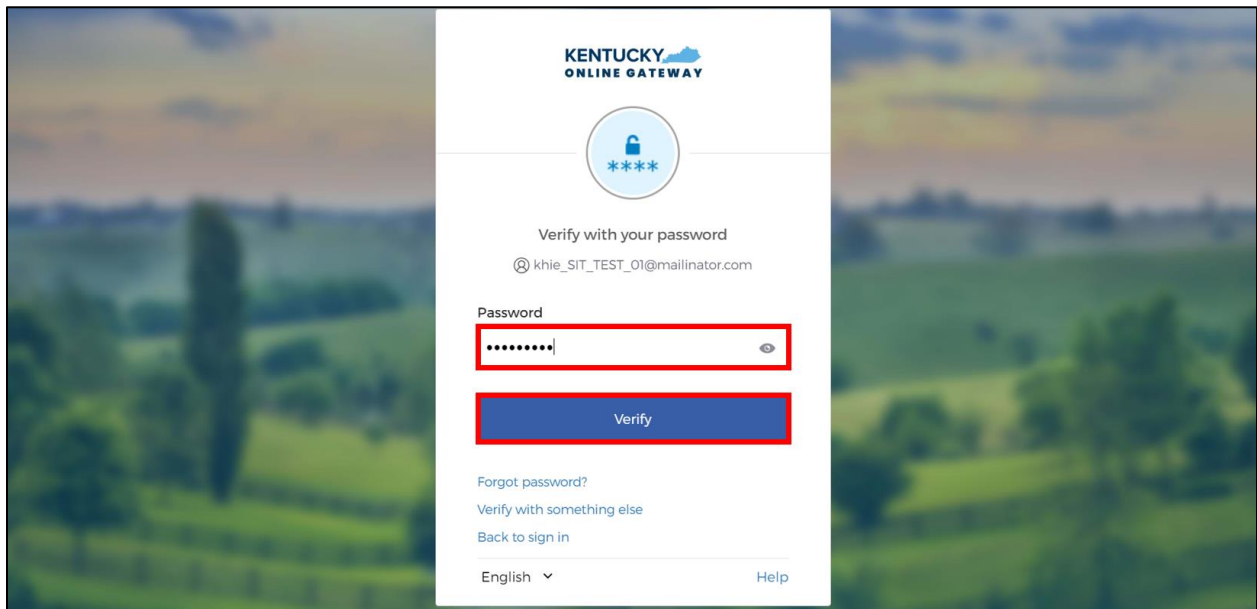 KENTUCKY
ONLINE GATEWAY
****
Verify with your password
khie_SIT_TEST_01@mailinator.com
Password
•••••••••
Verify
Forgot password?
Verify with something else
Back to sign in
English
Help